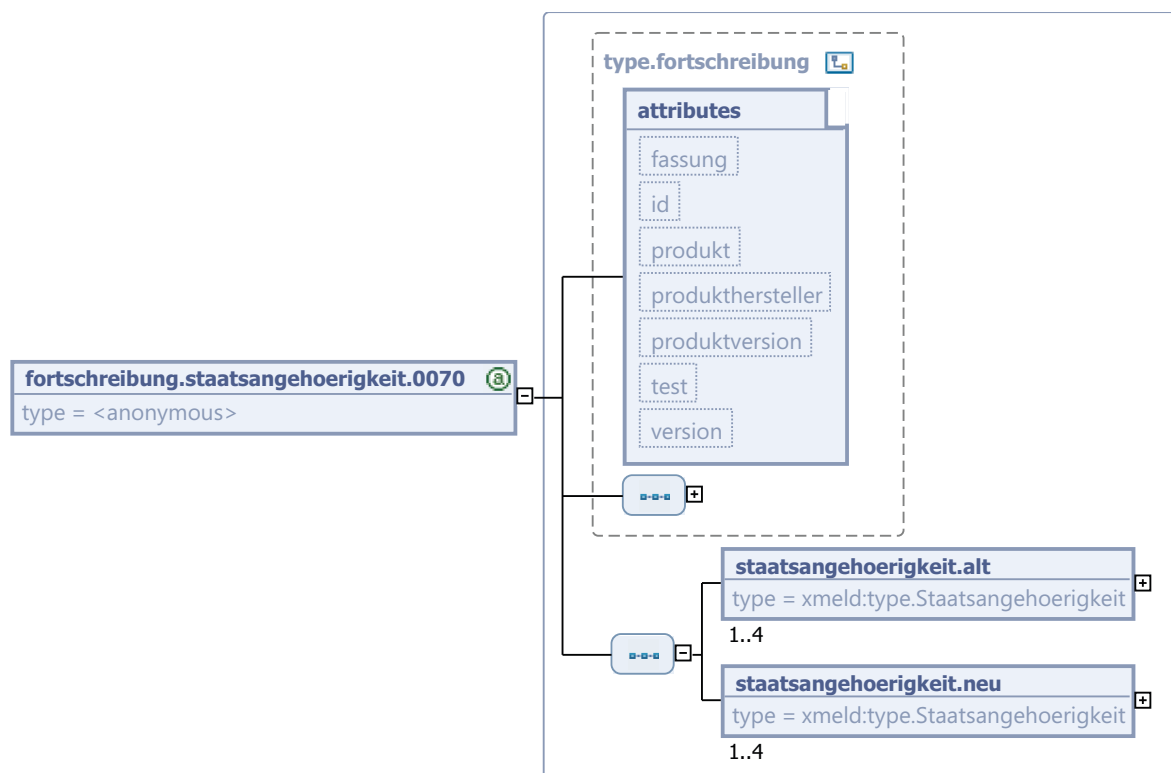 type.fortschreibung
attributes
fassung
id
produkt
produkthersteller
produktversion
test
version
fortschreibung.staatsangehoerigkeit.0070 a
type = <anonymous>
staatsangehoerigkeit.alt
type = xmeld:type.Staatsangehoerigkeit
1..4
staatsangehoerigkeit.neu
type = xmeld:type.Staatsangehoerigkeit
1..4